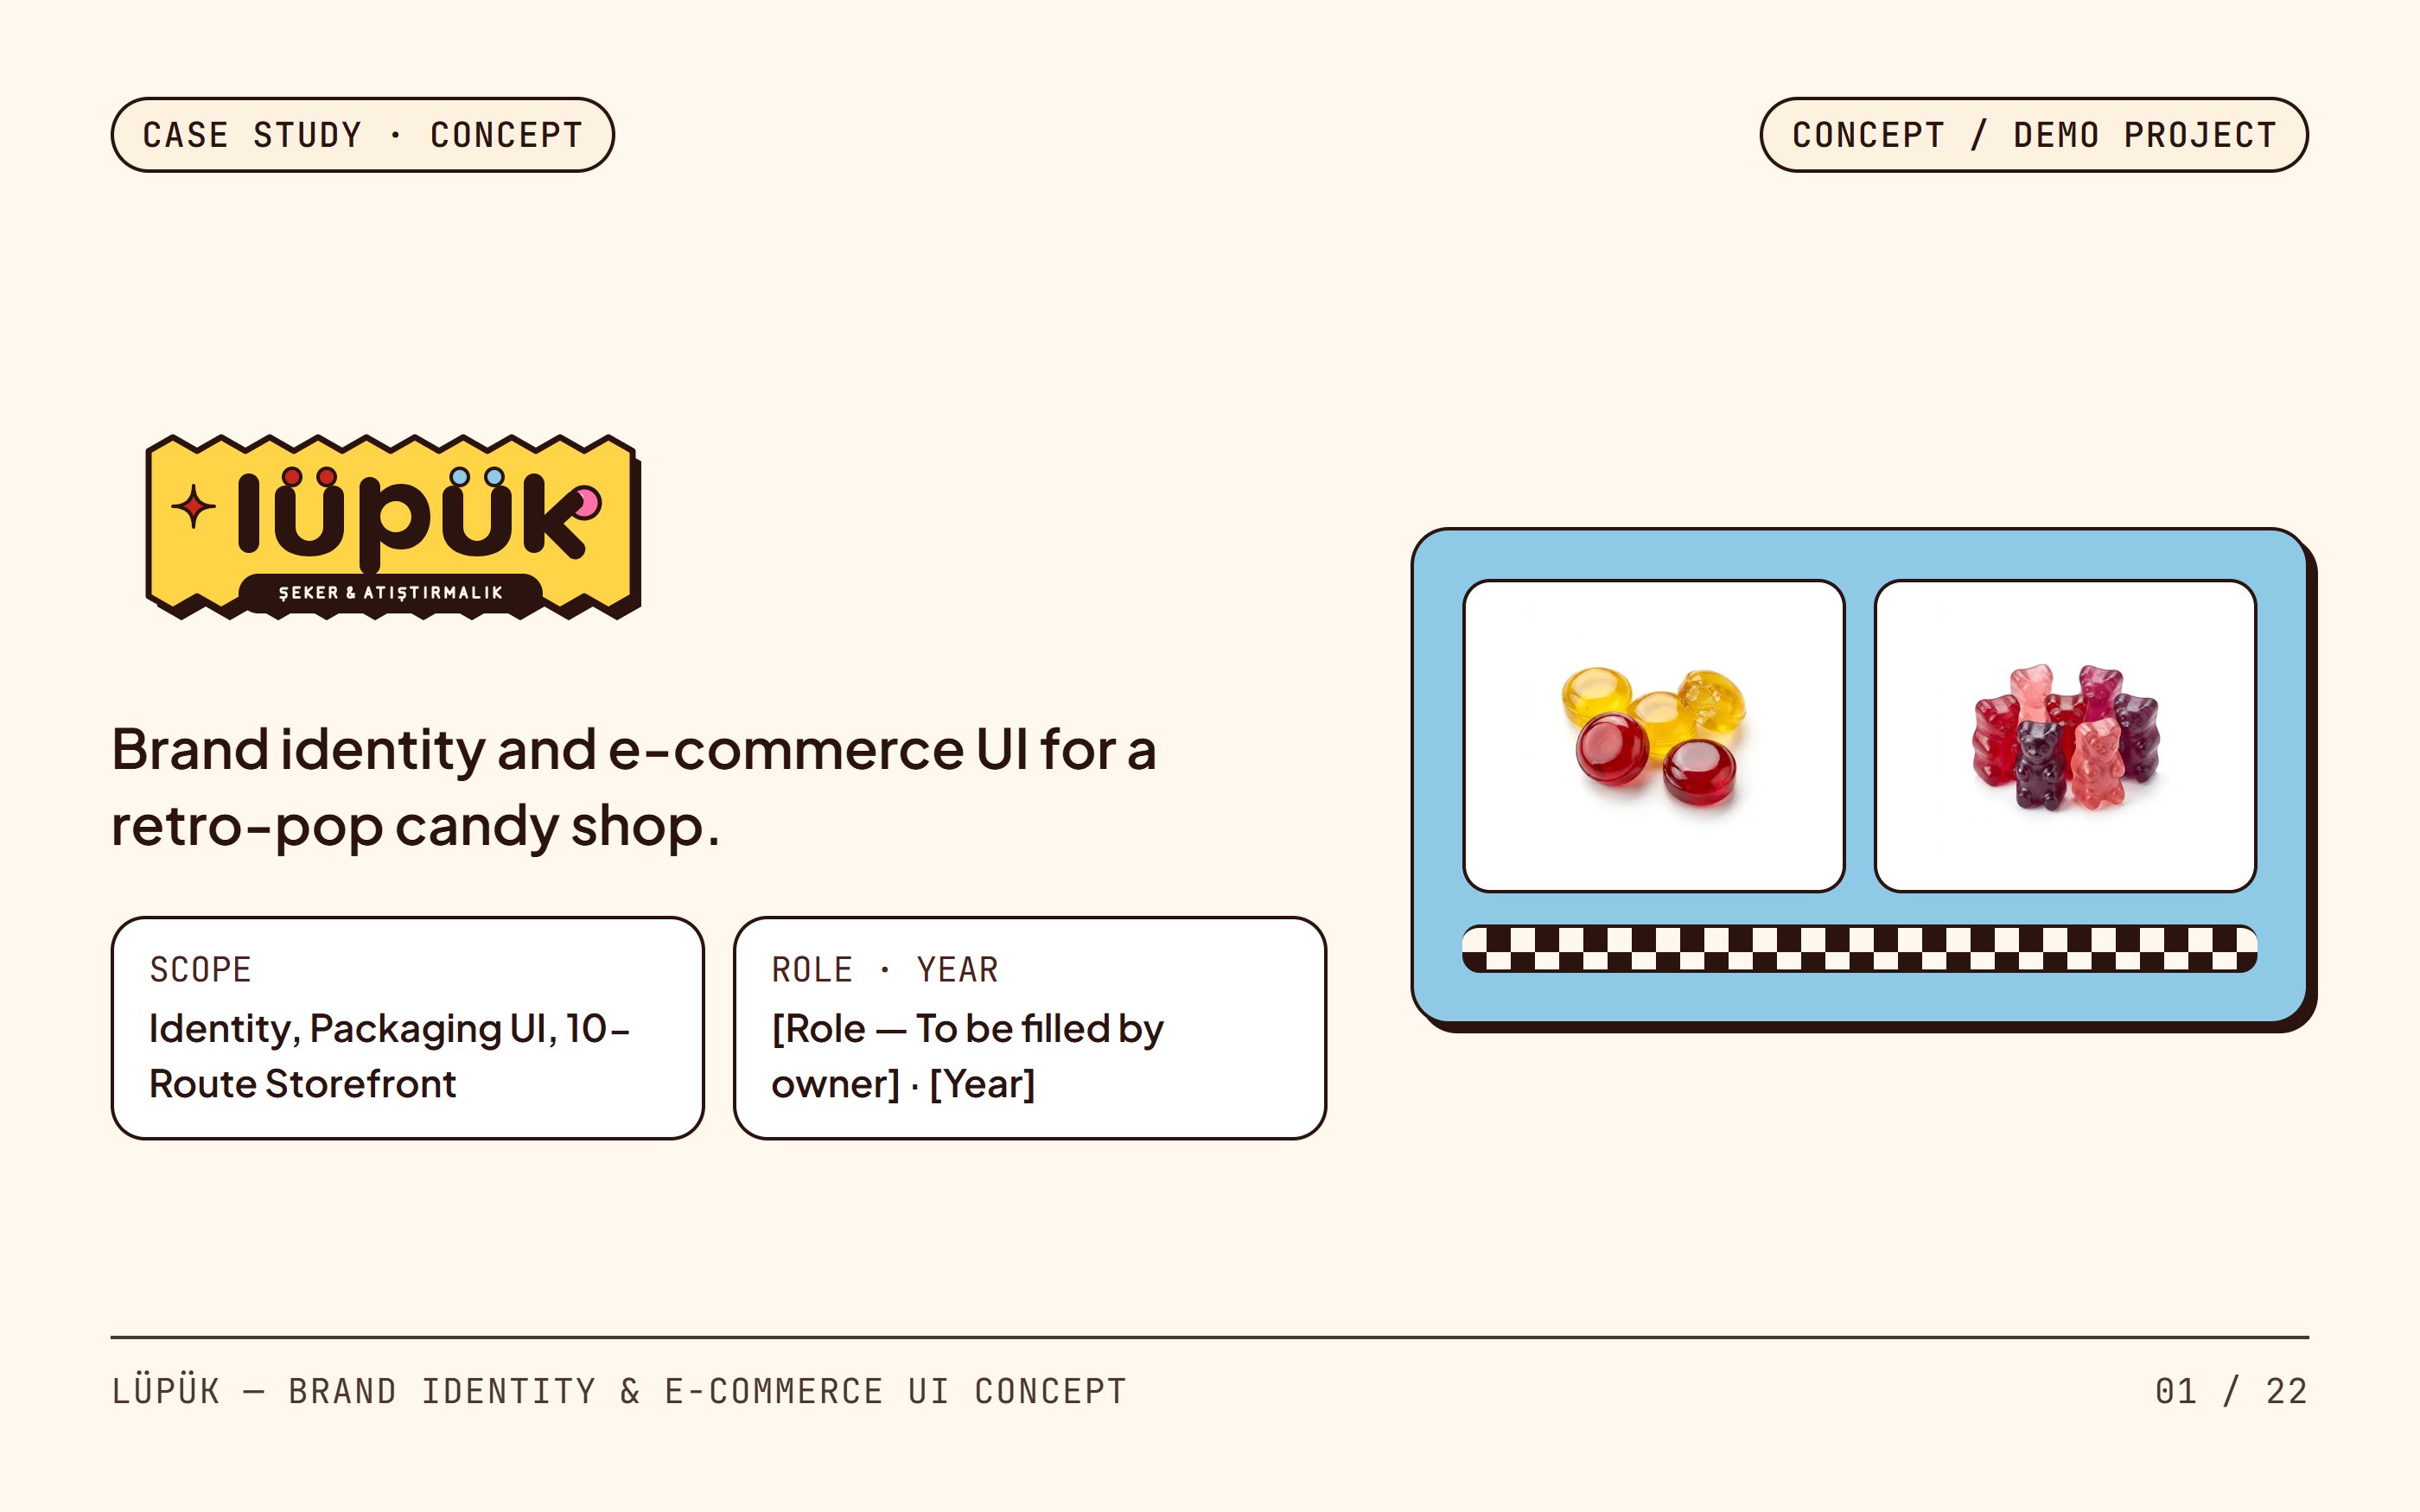 CASE STUDY · CONCEPT
CONCEPT / DEMO PROJECT
lüpük
ŞEKER & ATIŞTIRMALIK
Brand identity and e-commerce UI for a
retro-pop candy shop.
SCOPE
Identity, Packaging UI, 10-
Route Storefront
ROLE · YEAR
[Role — To be filled by
owner] · [Year]
LÜPÜK — BRAND IDENTITY & E-COMMERCE UI CONCEPT
01 / 22